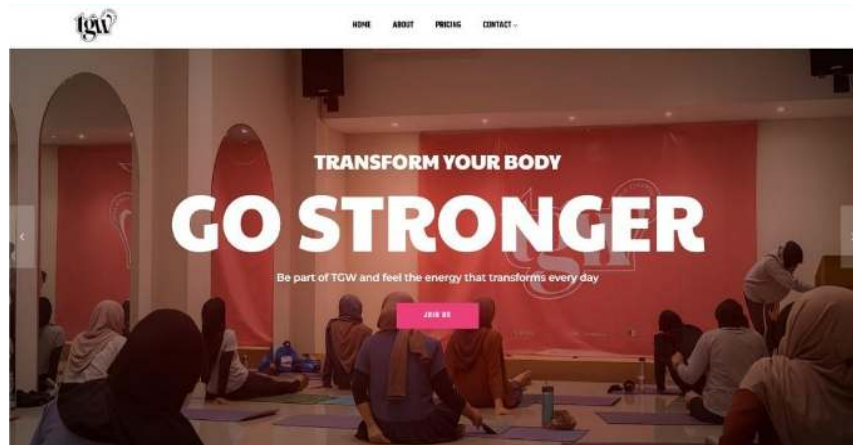 tgw
HOME ABOUT PRICING CONTACT
TRANSFORM YOUR BODY
GO STRONGER
Be part of TGW and feel the energy that transforms every day
JOIN US
tgw